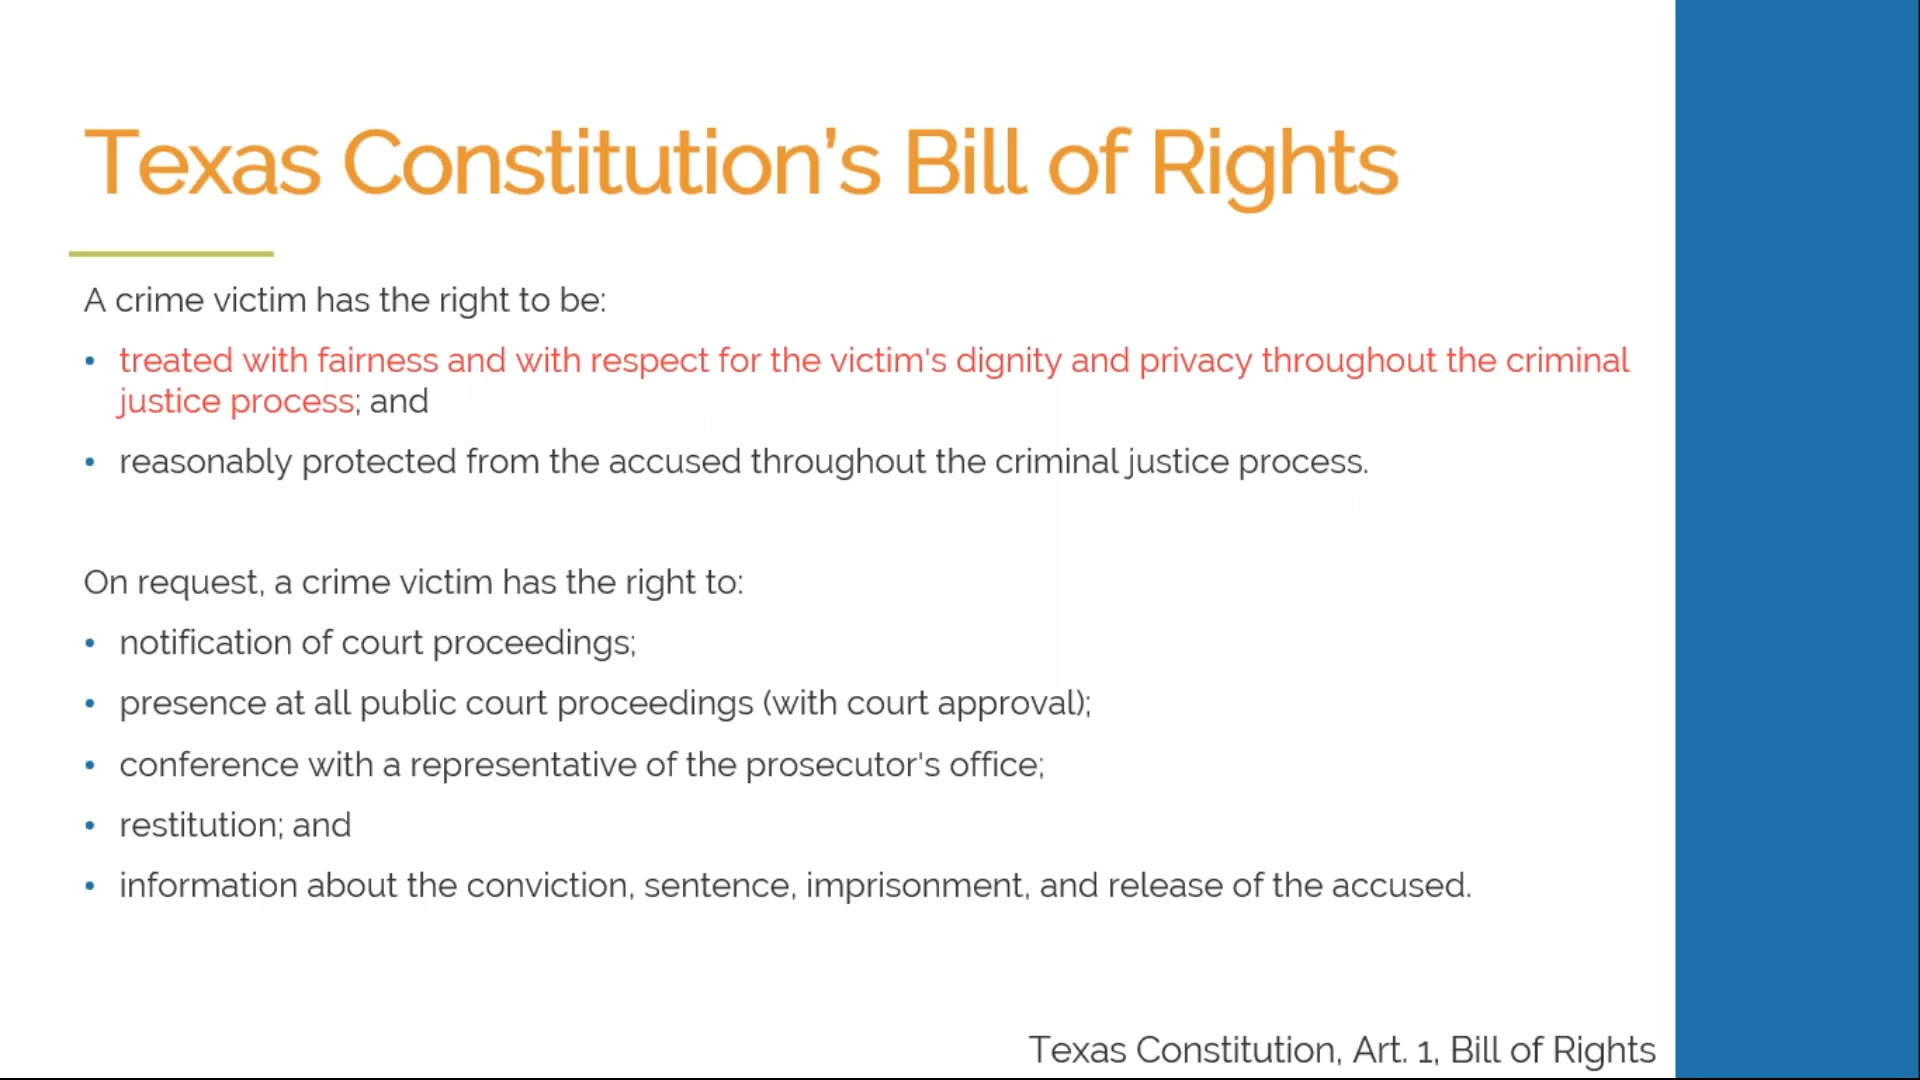 Texas Constitution’s Bill of Rights
A crime victim has the right to be:
• treated with fairness and with respect for the victim's dignity and privacy throughout the criminal
justice process; and
• reasonably protected from the accused throughout the criminal justice process.
On request, a crime victim has the right to:
• notification of court proceedings;
• presence at all public court proceedings (with court approval);
• conference with a representative of the prosecutor's office;
• restitution; and
• information about the conviction, sentence, imprisonment, and release of the accused.
Texas Constitution, Art. 1, Bill of Rights